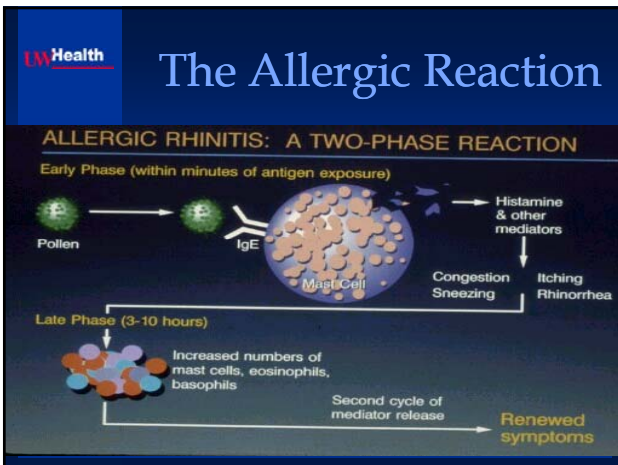 UWHealth
The Allergic Reaction
ALLERGIC RHINITIS: A TWO-PHASE REACTION
Early Phase (within minutes of antigen exposure)
Pollen
IgE
Mast Cell
Histamine
& other
mediators
Congestion Itching
Sneezing Rhinorrhea
Late Phase (3-10 hours)
Increased numbers of
mast cells, eosinophils,
basophils
Second cycle of
mediator release
Renewed
symptoms